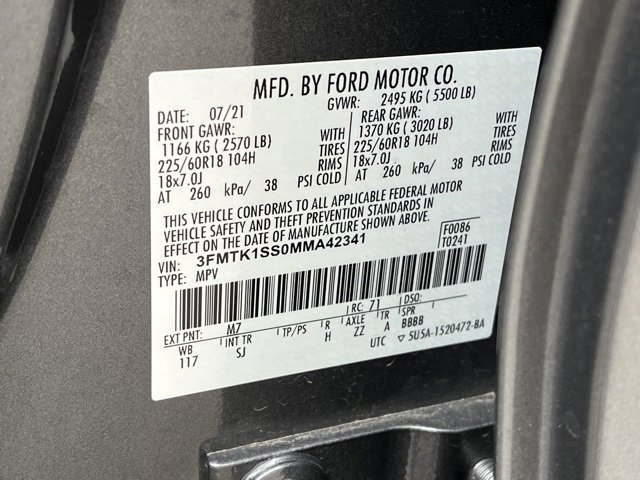 MFD. BY FORD MOTOR CO.
DATE: 07/21 GVWR: 2495 KG ( 5500 LB)
FRONT GAWR: REAR GAWR:
1166 KG ( 2570 LB) WITH 1370 KG ( 3020 LB) WITH
225/60R18 104H TIRES 225/60R18 104H TIRES
18x7.0J RIMS 18x7.0J RIMS
AT 260 kPa/ 38 PSI COLD AT 260 kPa/ 38 PSI COLD
THIS VEHICLE CONFORMS TO ALL APPLICABLE FEDERAL MOTOR
VEHICLE SAFETY AND THEFT PREVENTION STANDARDS IN
EFFECT ON THE DATE OF MANUFACTURE SHOWN ABOVE.
VIN: 3FMTK1SS0MMA42341 F0086
TYPE: MPV T0241
EXT PNT: M7 RC: 71 DSO:
WB INT TR TP/PS R AXLE TR SPR
117 SJ H ZZ A BBBB
UTC ▽ 5U5A-1520472-BA